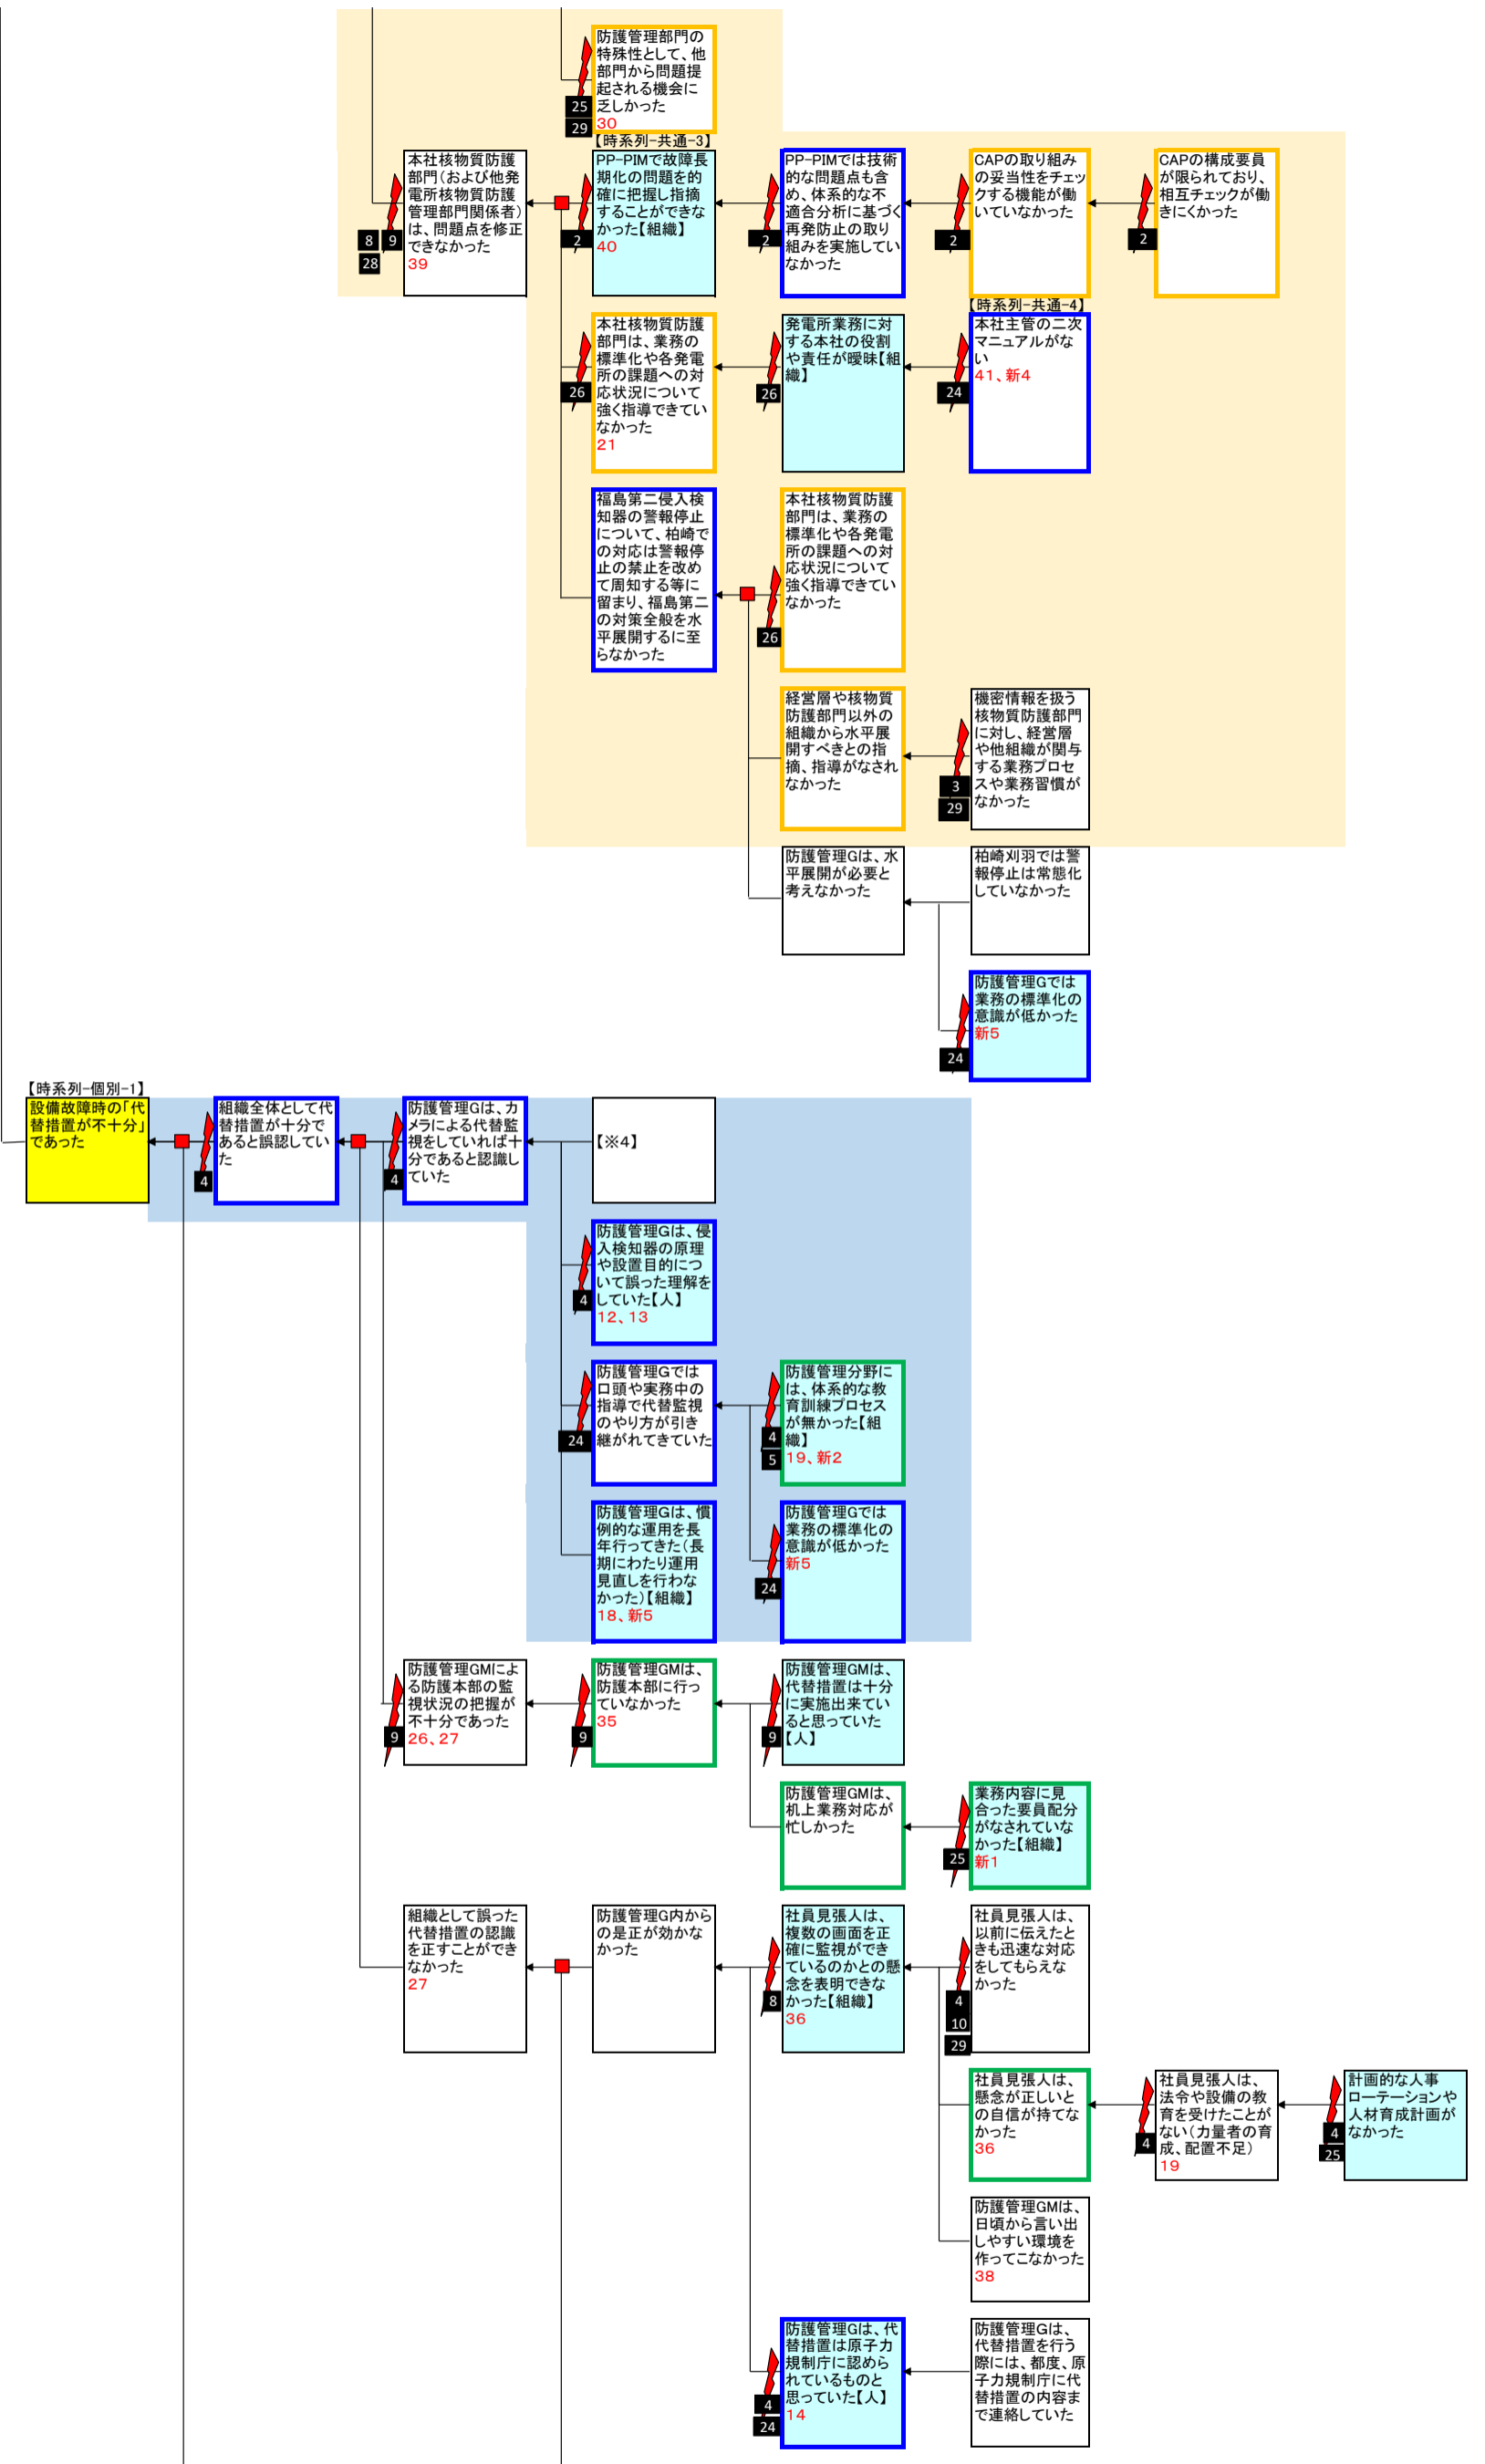 防護管理部門の
特殊性として、他
部門から問題提
起される機会に
乏しかった
30
25
29
【時系列-共通-3】
本社核物質防護
部門(および他発
電所核物質防護
管理部門関係者)
は、問題点を修正
できなかった
39
8
9
28
PP-PIMで故障長
期化の問題を的
確に把握し指摘
することができな
かった【組織】
40
2
PP-PIMでは技術
的な問題点も含
め、体系的な不
適合分析に基づく
再発防止の取り
組みを実施してい
なかった
2
CAPの取り組み
の妥当性をチェッ
クする機能が働
いていなかった
2
CAPの構成要員
が限られており、
相互チェックが働
きにくかった
2
本社核物質防護
部門は、業務の
標準化や各発電
所の課題への対
応状況について
強く指導できてい
なかった
21
26
発電所業務に対
する本社の役割
や責任が曖昧【組
織】
26
【時系列-共通-4】
本社主管の二次
マニュアルがな
い
41、新4
24
福島第二侵入検
知器の警報停止
について、柏崎で
の対応は警報停
止の禁止を改め
て周知する等に
留まり、福島第二
の対策全般を水
平展開するに至
らなかった
本社核物質防護
部門は、業務の
標準化や各発電
所の課題への対
応状況について
強く指導できてい
なかった
26
経営層や核物質
防護部門以外の
組織から水平展
開すべきとの指
摘、指導がなされ
なかった
機密情報を扱う
核物質防護部門
に対し、経営層
や他組織が関与
する業務プロセ
スや業務習慣が
なかった
3
29
防護管理Gは、水
平展開が必要と
考えなかった
柏崎刈羽では警
報停止は常態化
していなかった
防護管理Gでは
業務の標準化の
意識が低かった
新5
24
【時系列-個別-1】
設備故障時の「代
替措置が不十分」
であった
組織全体として代
替措置が十分で
あると誤認してい
た
4
防護管理Gは、カ
メラによる代替監
視をしていれば十
分であると認識し
ていた
4
【※4】
防護管理Gは、侵
入検知器の原理
や設置目的につ
いて誤った理解を
していた【人】
12、13
4
防護管理Gでは
口頭や実務中の
指導で代替監視
のやり方が引き
継がれてきていた
24
防護管理分野に
は、体系的な教
育訓練プロセス
が無かった【組
織】
19、新2
4
5
防護管理Gは、慣
例的な運用を長
年行ってきた(長
期にわたり運用
見直しを行わな
かった)【組織】
18、新5
防護管理Gでは
業務の標準化の
意識が低かった
新5
24
防護管理GMによ
る防護本部の監
視状況の把握が
不十分であった
26、27
9
防護管理GMは、
防護本部に行っ
ていなかった
35
9
防護管理GMは、
代替措置は十分
に実施出来てい
ると思っていた
【人】
9
防護管理GMは、
机上業務対応が
忙しかった
業務内容に見
合った要員配分
がなされていな
かった【組織】
新1
25
組織として誤った
代替措置の認識
を正すことができ
なかった
27
防護管理G内から
の是正が効かな
かった
社員見張人は、
複数の画面を正
確に監視ができ
ているのかとの懸
念を表明できな
かった【組織】
36
8
社員見張人は、
以前に伝えたと
きも迅速な対応
をしてもらえな
かった
4
10
29
社員見張人は、
懸念が正しいと
の自信が持てな
かった
36
社員見張人は、
法令や設備の教
育を受けたことが
ない(力量者の育
成、配置不足)
19
4
計画的な人事
ローテーションや
人材育成計画が
なかった
4
25
防護管理GMは、
日頃から言い出
しやすい環境を
作ってこなかった
38
防護管理Gは、代
替措置は原子力
規制庁に認めら
れているものと
思っていた【人】
14
4
24
防護管理Gは、
代替措置を行う
際には、都度、原
子力規制庁に代
替措置の内容ま
で連絡していた